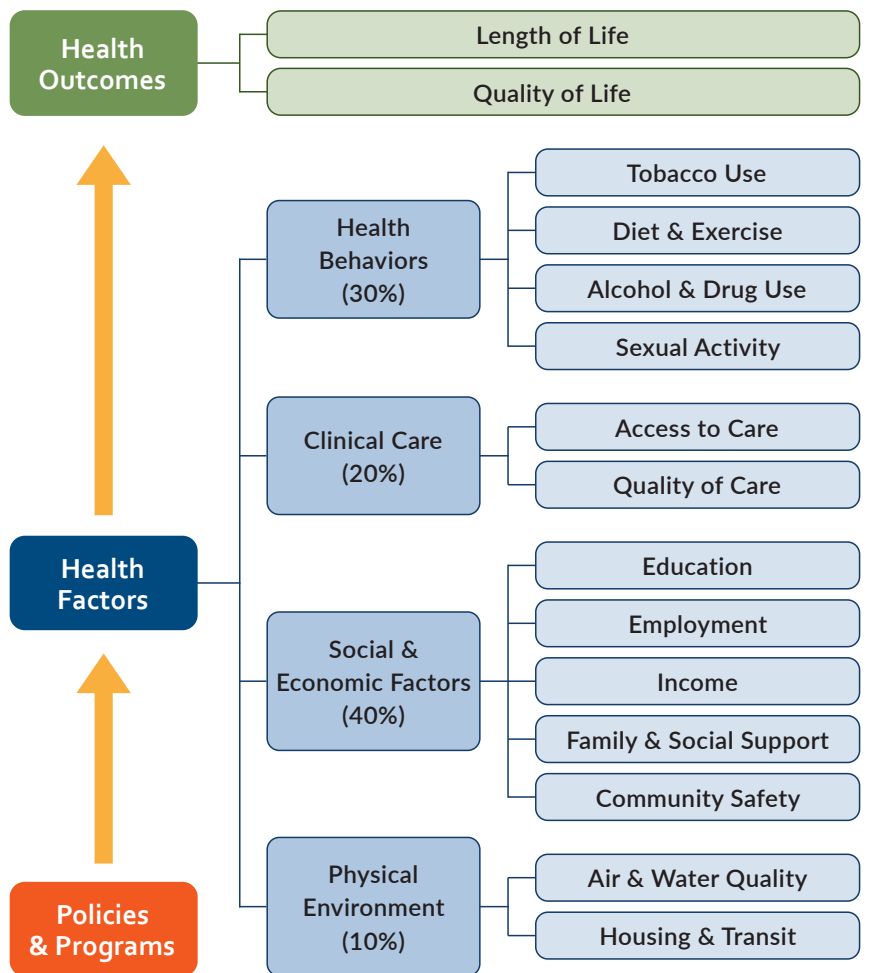 Health
Outcomes
Length of Life
Quality of Life
Health
Behaviors
(30%)
Tobacco Use
Diet & Exercise
Alcohol & Drug Use
Sexual Activity
Clinical Care
(20%)
Access to Care
Quality of Care
Health
Factors
Social &
Economic Factors
(40%)
Education
Employment
Income
Family & Social Support
Community Safety
Physical
Environment
(10%)
Air & Water Quality
Housing & Transit
Policies
& Programs